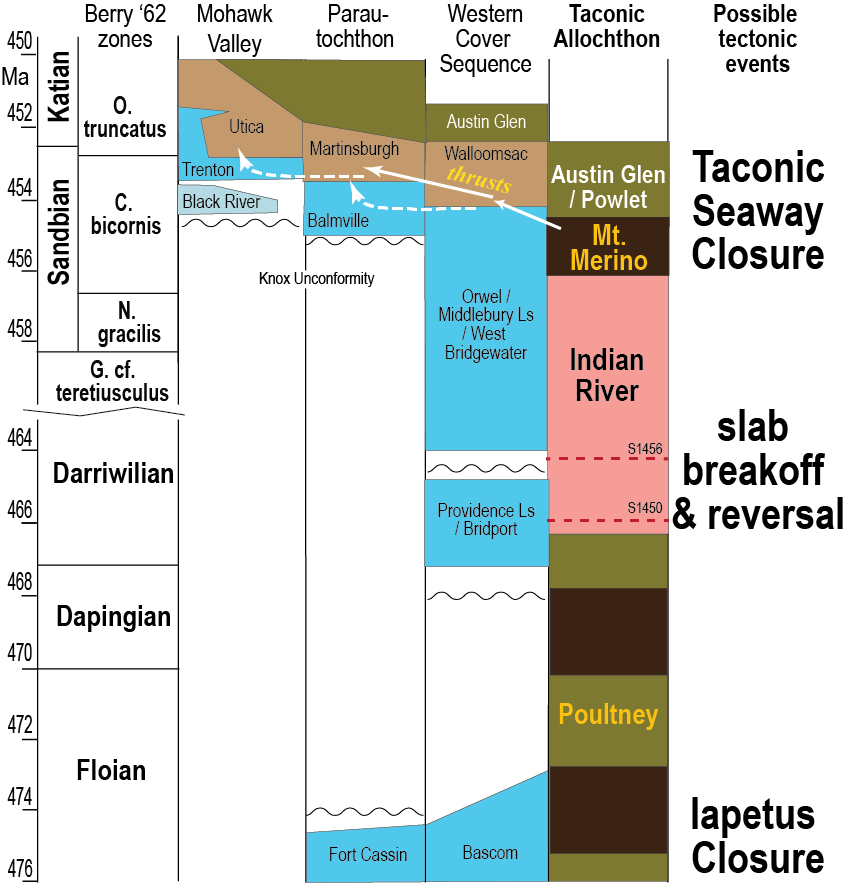 Berry ‘62
zones
Mohawk
Valley
Parau-
tochthon
Western
Cover
Sequence
Taconic
Allochthon
Possible
tectonic
events
450
Ma
452
454
456
458
464
466
468
470
472
474
476
Katian
Sandbian
O.
truncatus
C.
bicornis
N.
gracilis
G. cf.
teretiusculus
Darriwilian
Dapingian
Floian
Utica
Trenton
Black River
Martinsburgh
Balmville
Knox Unconformity
Fort Cassin
Austin Glen
Walloomsac
thrusts
Orwel /
Middlebury Ls
/ West
Bridgewater
Providence Ls
/ Bridport
Bascom
Austin Glen
/ Powlet
Mt.
Merino
Indian
River
S1456
S1450
Poultney
Taconic
Seaway
Closure
slab
breakoff
& reversal
Iapetus
Closure